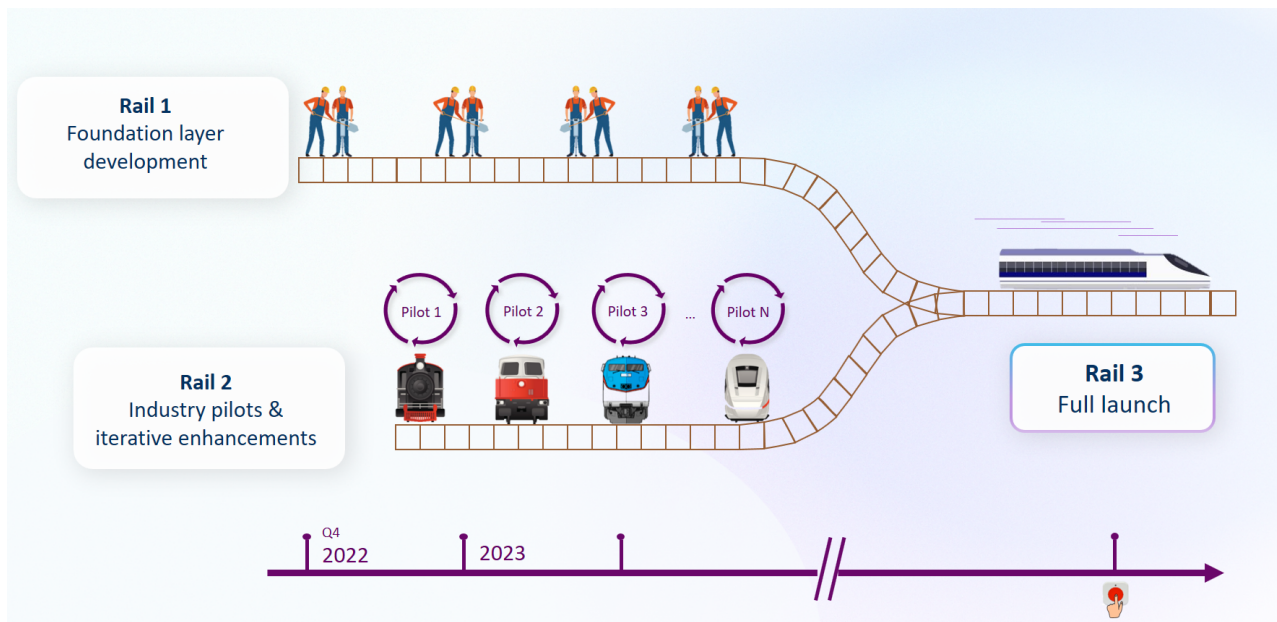 Rail 1
Foundation layer
development
Pilot 1
Pilot 2
Pilot 3
...
Pilot N
Rail 2
Industry pilots &
iterative enhancements
Rail 3
Full launch
Q4
2022
2023